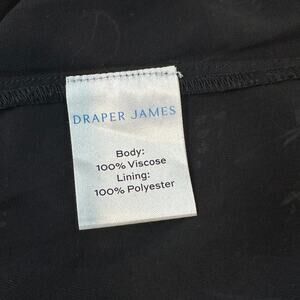 DRAPER JAMES
Body:
100% Viscose
Lining:
100% Polyester